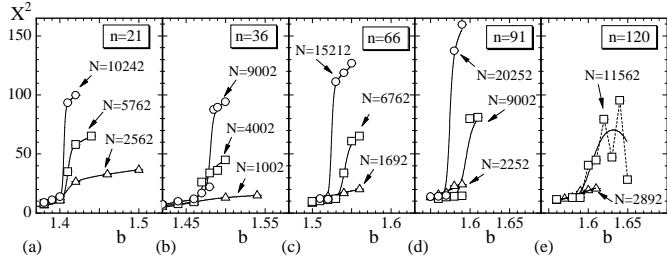 X²
150
100
50
0
n=21
N=10242
N=5762
N=2562
1.4
1.5
(a)
b
n=36
N=9002
N=4002
N=1002
1.45
1.55
(b)
b
n=66
N=15212
N=6762
N=1692
1.5
1.6
(c)
b
n=91
N=20252
N=9002
N=2252
1.6
1.65
(d)
b
n=120
N=11562
N=2892
1.6
1.65
(e)
b